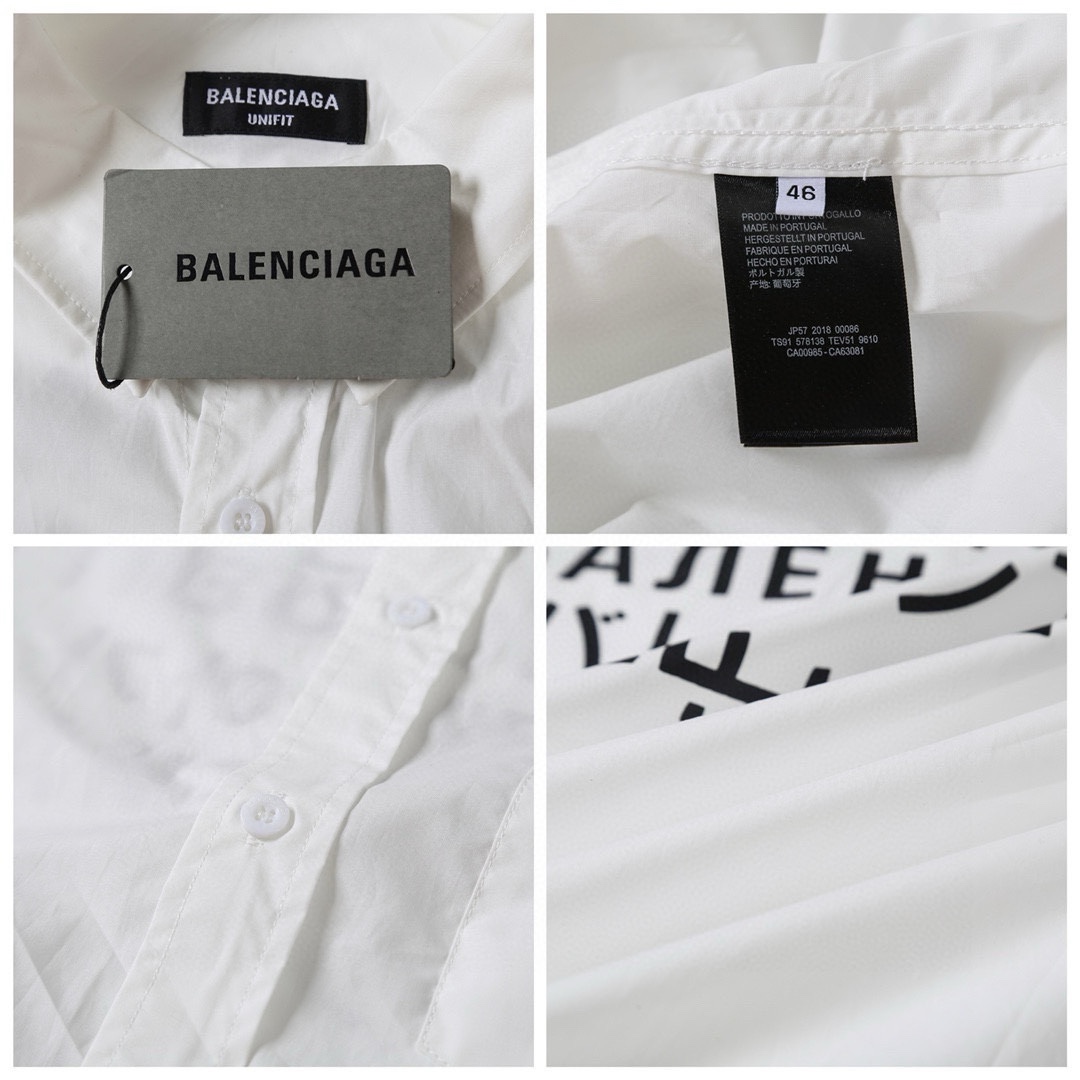 BALENCIAGA
UNIFIT
BALENCIAGA
46
PRODOTTO IN PORTOGALLO
MADE IN PORTUGAL
HERGESTELLT IN PORTUGAL
FABRIQUE EN PORTUGAL
HECHO EN PORTURAI
ポルトガル製
产地: 葡萄牙
JP57 2018 00086
TS91 578138 TEV51 9610
CA00985 - CA63081
АЛЕН